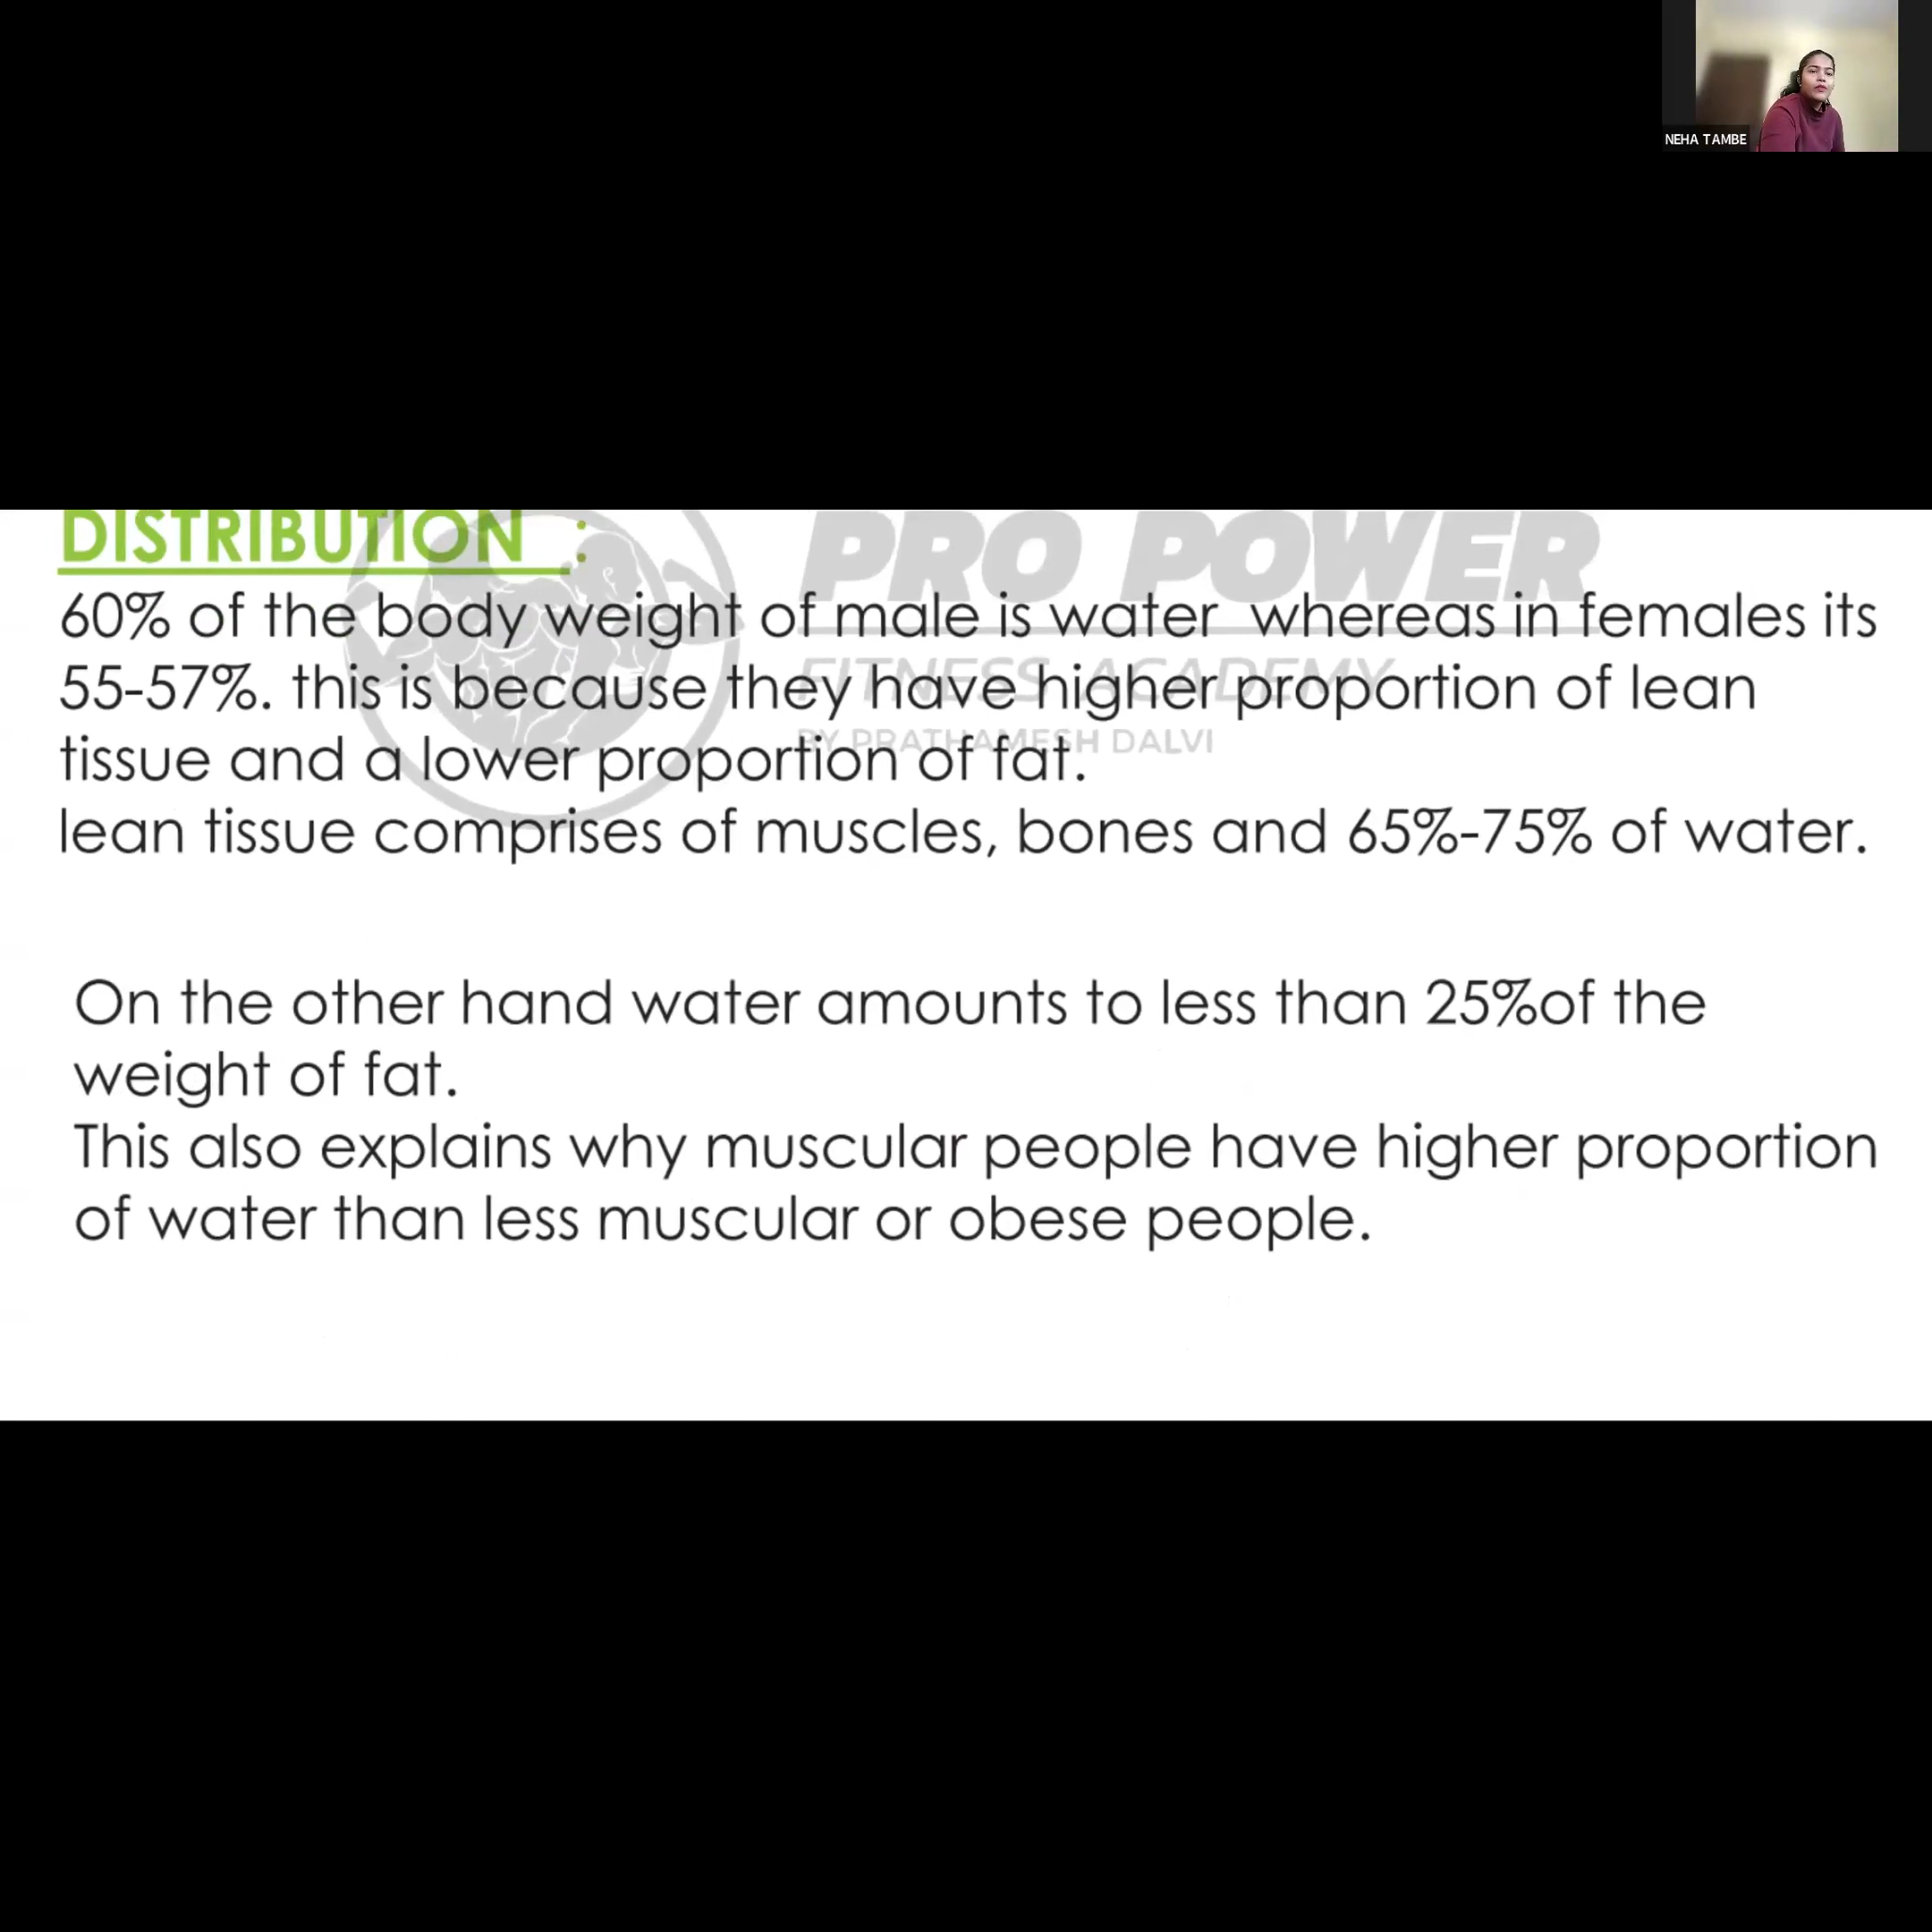 NEHA TAMBE
DISTRIBUTION :
PRO POWER
FITNESS ACADEMY
BY PRATHAMESH DALVI
60% of the body weight of male is water whereas in females its
55-57%. this is because they have higher proportion of lean
tissue and a lower proportion of fat.
lean tissue comprises of muscles, bones and 65%-75% of water.
On the other hand water amounts to less than 25%of the
weight of fat.
This also explains why muscular people have higher proportion
of water than less muscular or obese people.